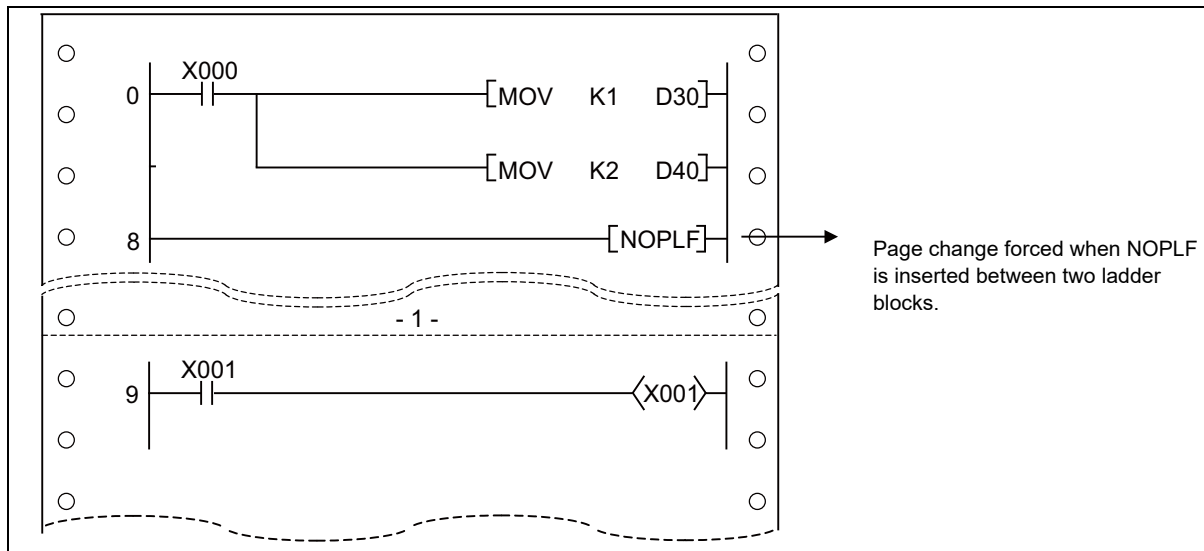 X000
0 MOV K1 D30
MOV K2 D40
8 NOPLF
Page change forced when NOPLF
is inserted between two ladder
blocks.
- 1 -
X001
9 X001